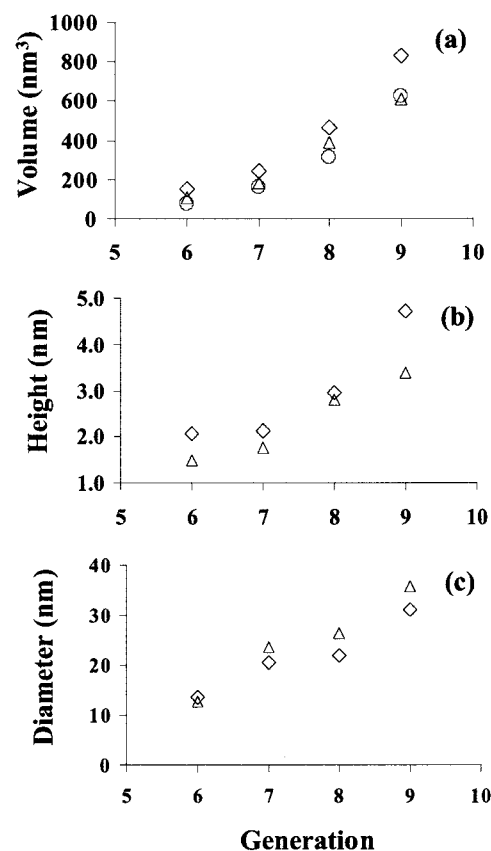 (a)
Volume (nm³)
1000
800
600
400
200
0
5 6 7 8 9 10
(b)
Height (nm)
5.0
4.0
3.0
2.0
1.0
5 6 7 8 9 10
(c)
Diameter (nm)
40
30
20
10
0
5 6 7 8 9 10
Generation